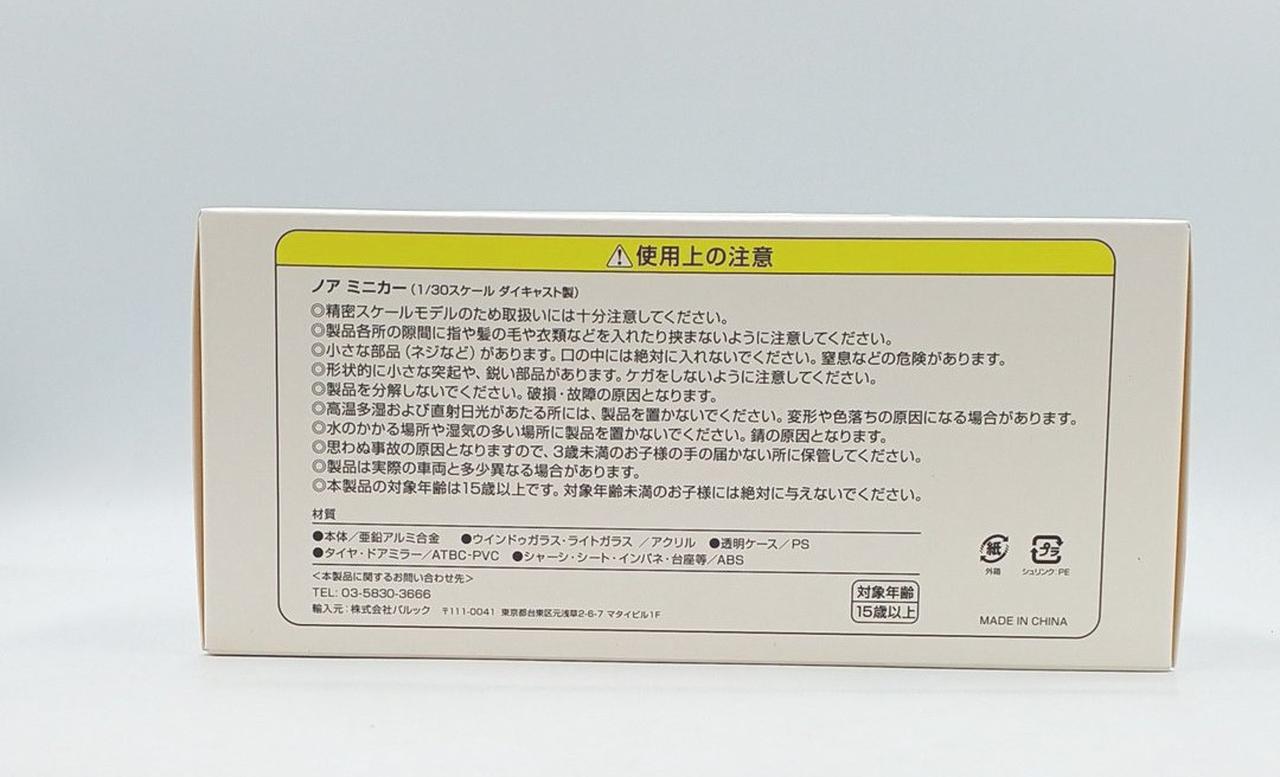 ⚠使用上の注意
ノア ミニカー(1/30スケール ダイキャスト製)
◎精密スケールモデルのため取扱いには十分注意してください。
◎製品各所の隙間に指や髪の毛や衣類などを入れたり挟まないように注意してください。
◎小さな部品(ネジなど)があります。口の中には絶対に入れないでください。窒息などの危険があります。
◎形状的に小さな突起や、鋭い部品があります。ケガをしないように注意してください。
◎製品を分解しないでください。破損・故障の原因となります。
◎高温多湿および直射日光があたる所には、製品を置かないでください。変形や色落ちの原因になる場合があります。
◎水のかかる場所や湿気の多い場所に製品を置かないでください。錆の原因となります。
◎思わぬ事故の原因となりますので、3歳未満のお子様の手の届かない所に保管してください。
◎製品は実際の車両と多少異なる場合があります。
◎本製品の対象年齢は15歳以上です。対象年齢未満のお子様には絶対に与えないでください。
材質
●本体/亜鉛アルミ合金 ●ウインドゥガラス・ライトガラス /アクリル ●透明ケース/PS
●タイヤ・ドアミラー/ATBC-PVC ●シャーシ・シート・インパネ・台座等/ABS
<本製品に関するお問い合わせ先>
TEL: 03-5830-3666
輸入元:株式会社バルック 〒111-0041 東京都台東区元浅草2-6-7 マタイビル1F
対象年齢
15歳以上
紙
外箱
プラ
シュリンク:PE
MADE IN CHINA